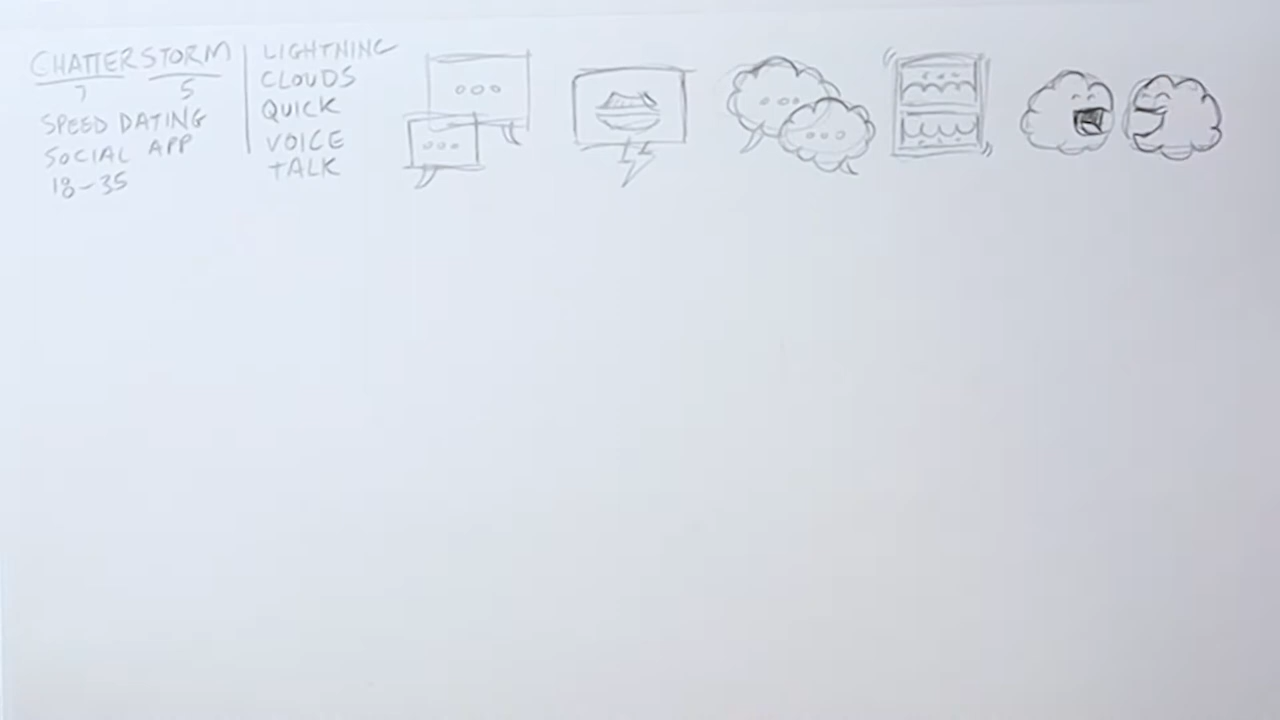 CHATTERSTORM
7 5
SPEED DATING
SOCIAL APP
18-35
LIGHTNING
CLOUDS
QUICK
VOICE
TALK